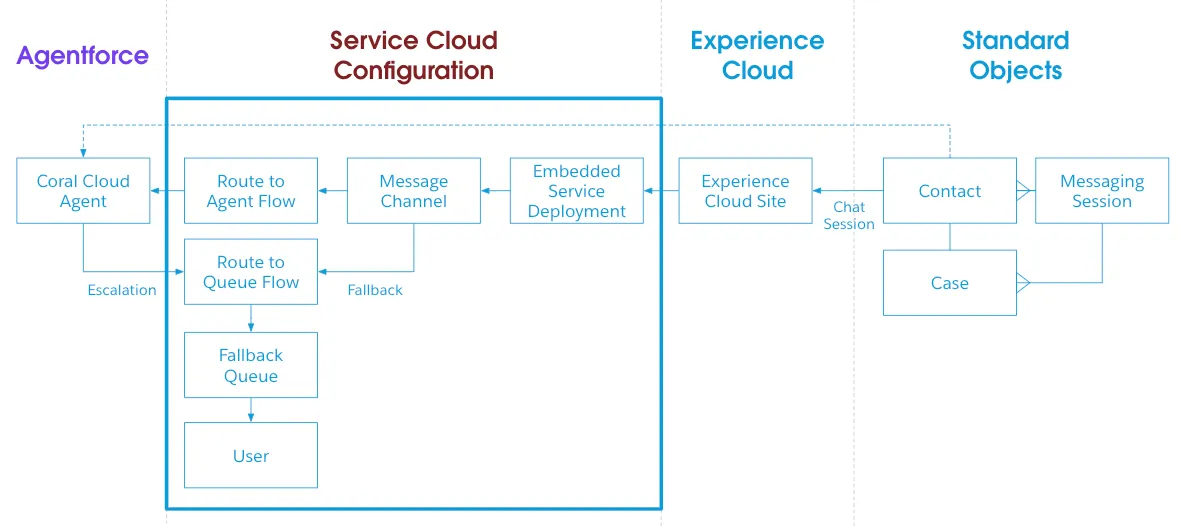 Agentforce
Service Cloud
Configuration
Experience
Cloud
Standard
Objects
Coral Cloud
Agent
Route to
Agent Flow
Message
Channel
Embedded
Service
Deployment
Experience
Cloud Site
Chat
Session
Contact
Messaging
Session
Escalation
Route to
Queue Flow
Fallback
Case
Fallback
Queue
User